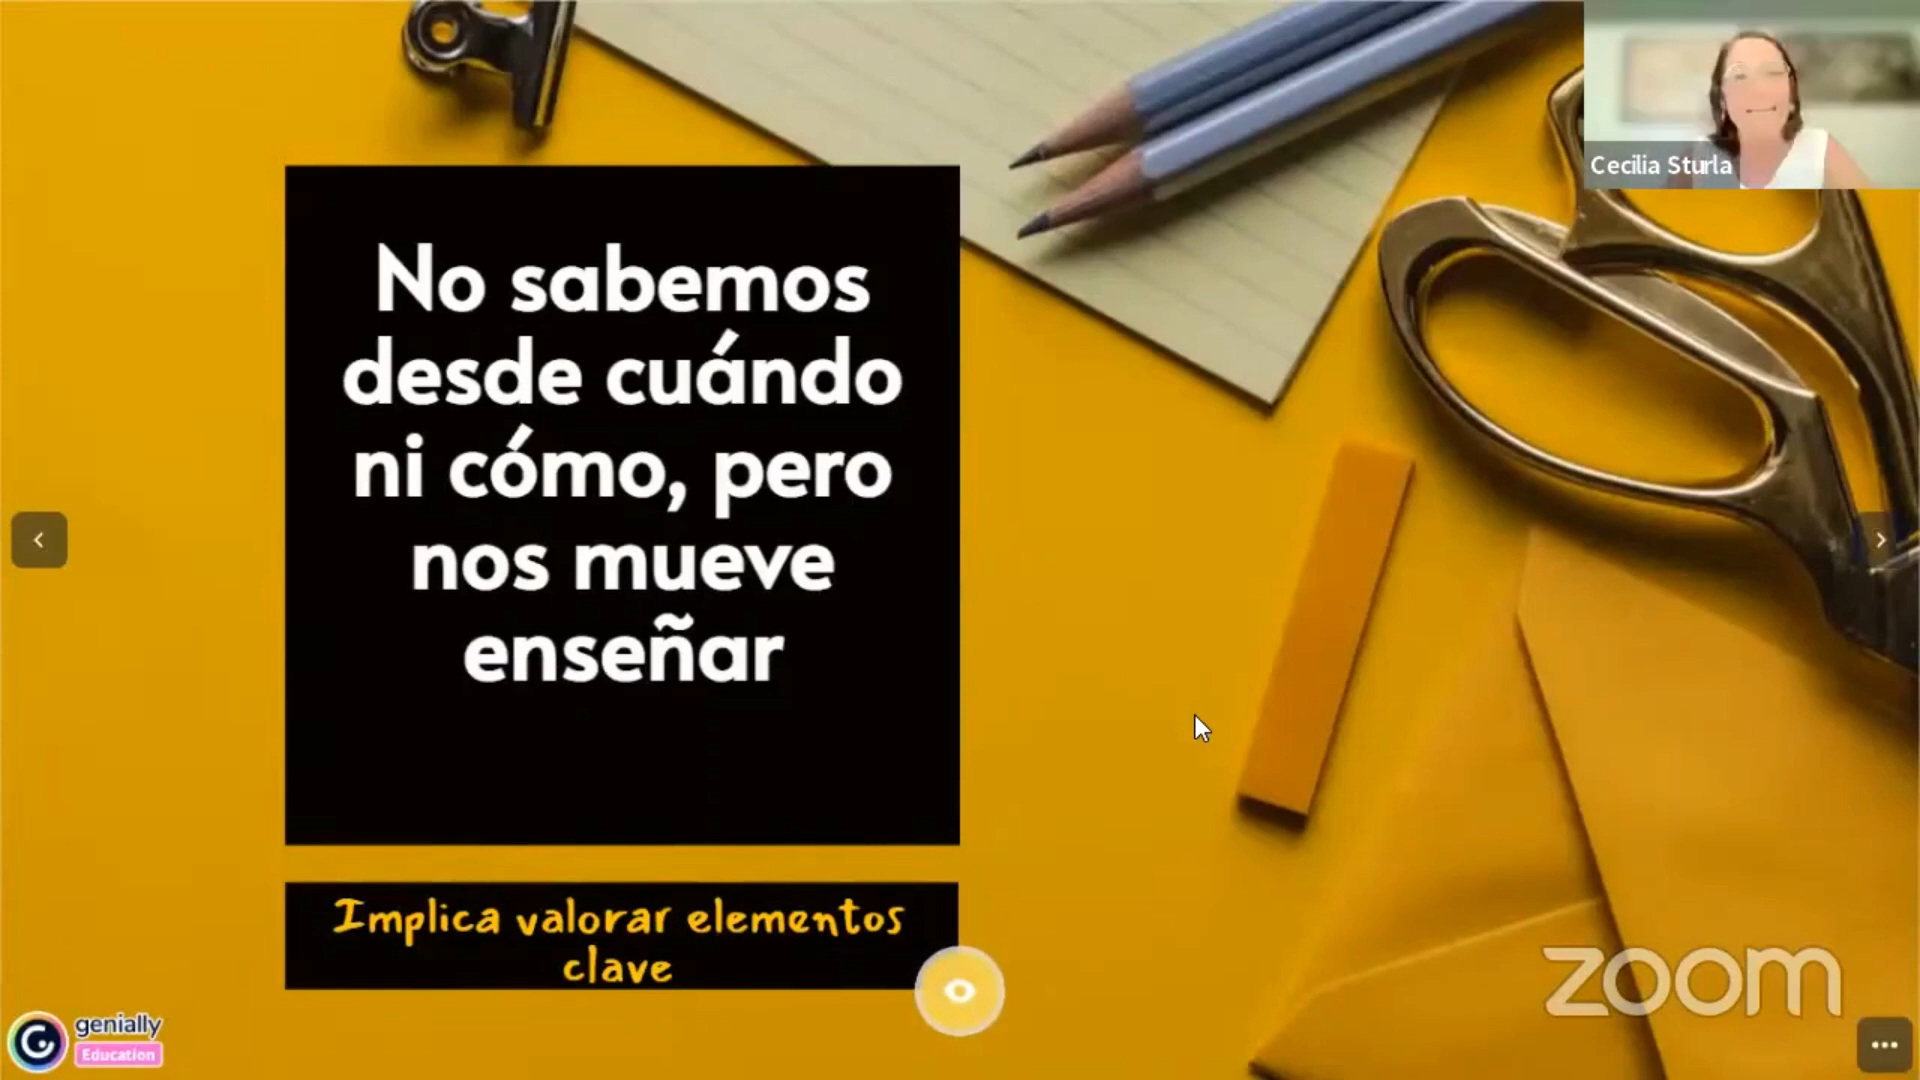 Cecilia Sturla
No sabemos
desde cuándo
ni cómo, pero
nos mueve
enseñar
Implica valorar elementos
clave
zoom
genially
Education